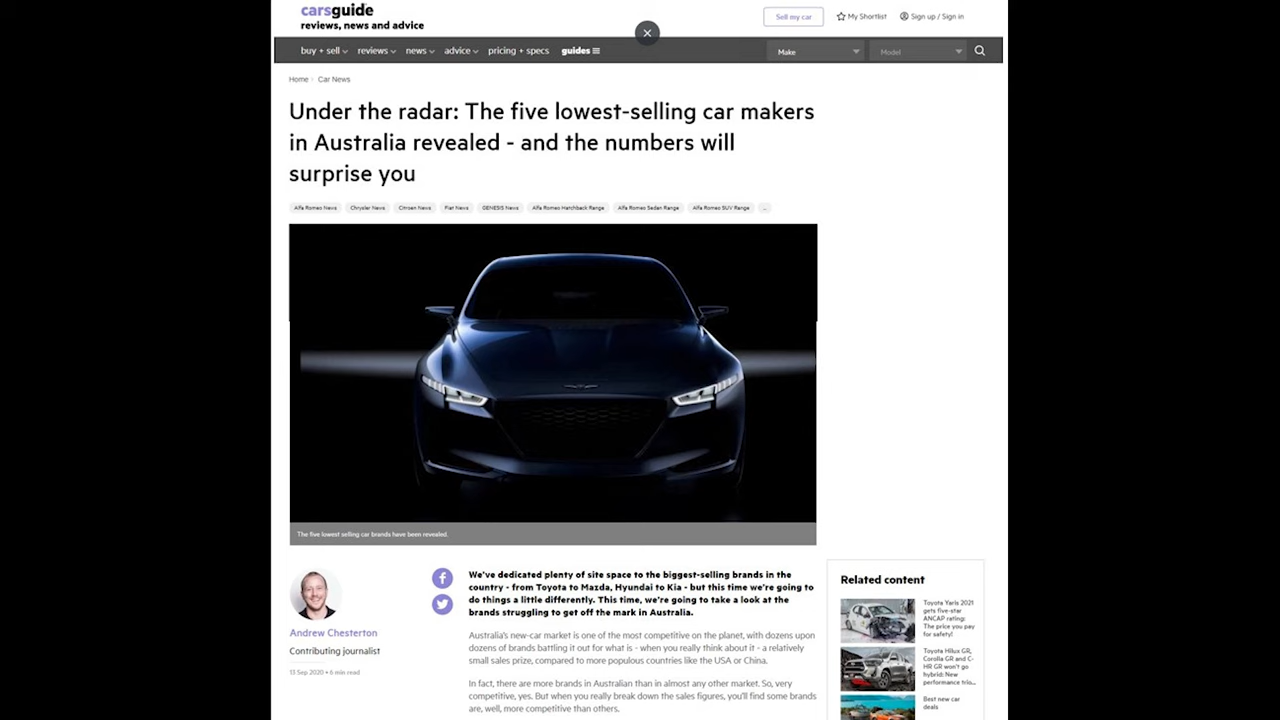 carsguide
reviews, news and advice
Sell my car
My Shortlist
Sign up / Sign in
buy + sell
reviews
news
advice
pricing + specs
guides
Make
Model
Home
Car News
Under the radar: The five lowest-selling car makers
in Australia revealed - and the numbers will
surprise you
Alfa Romeo News
Chrysler News
Citroen News
Fiat News
GENESIS News
Alfa Romeo Hatchback Range
Alfa Romeo Sedan Range
Alfa Romeo SUV Range
...
The five lowest selling car brands have been revealed.
Andrew Chesterton
Contributing journalist
13 Sep 2020 • 6 min read
We've dedicated plenty of site space to the biggest-selling brands in the
country - from Toyota to Mazda, Hyundai to Kia - but this time we're going to
do things a little differently. This time, we're going to take a look at the
brands struggling to get off the mark in Australia.
Australia's new-car market is one of the most competitive on the planet, with dozens upon
dozens of brands battling it out for what is - when you really think about it - a relatively
small sales prize, compared to more populous countries like the USA or China.
In fact, there are more brands in Australian than in almost any other market. So, very
competitive, yes. But when you really break down the sales figures, you'll find some brands
are, well, more competitive than others.
Related content
Toyota Yaris 2021
gets five-star
ANCAP rating:
The price you pay
for safety!
Toyota HiLux GR,
Corolla GR and C-
HR GR won't go
hybrid: New
performance trio...
Best new car
deals